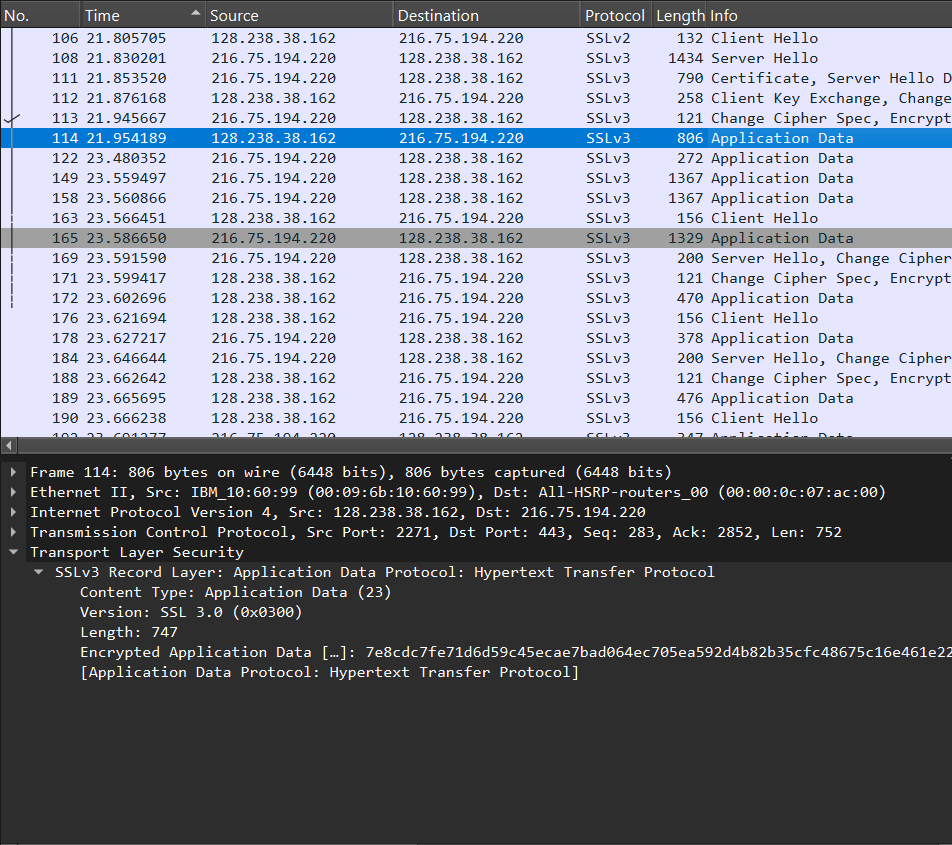 No. Time Source Destination Protocol Length Info
106 21.805705 128.238.38.162 216.75.194.220 SSLv2 132 Client Hello
108 21.830201 216.75.194.220 128.238.38.162 SSLv3 1434 Server Hello
111 21.853520 216.75.194.220 128.238.38.162 SSLv3 790 Certificate, Server Hello D
112 21.876168 128.238.38.162 216.75.194.220 SSLv3 258 Client Key Exchange, Change
113 21.945667 216.75.194.220 128.238.38.162 SSLv3 121 Change Cipher Spec, Encrypt
114 21.954189 128.238.38.162 216.75.194.220 SSLv3 806 Application Data
122 23.480352 216.75.194.220 128.238.38.162 SSLv3 272 Application Data
149 23.559497 216.75.194.220 128.238.38.162 SSLv3 1367 Application Data
158 23.560866 216.75.194.220 128.238.38.162 SSLv3 1367 Application Data
163 23.566451 128.238.38.162 216.75.194.220 SSLv3 156 Client Hello
165 23.586650 216.75.194.220 128.238.38.162 SSLv3 1329 Application Data
169 23.591590 216.75.194.220 128.238.38.162 SSLv3 200 Server Hello, Change Cipher
171 23.599417 128.238.38.162 216.75.194.220 SSLv3 121 Change Cipher Spec, Encrypt
172 23.602696 128.238.38.162 216.75.194.220 SSLv3 470 Application Data
176 23.621694 128.238.38.162 216.75.194.220 SSLv3 156 Client Hello
178 23.627217 216.75.194.220 128.238.38.162 SSLv3 378 Application Data
184 23.646644 216.75.194.220 128.238.38.162 SSLv3 200 Server Hello, Change Cipher
188 23.662642 128.238.38.162 216.75.194.220 SSLv3 121 Change Cipher Spec, Encrypt
189 23.665695 128.238.38.162 216.75.194.220 SSLv3 476 Application Data
190 23.666238 128.238.38.162 216.75.194.220 SSLv3 156 Client Hello
Frame 114: 806 bytes on wire (6448 bits), 806 bytes captured (6448 bits)
Ethernet II, Src: IBM_10:60:99 (00:09:6b:10:60:99), Dst: All-HSRP-routers_00 (00:00:0c:07:ac:00)
Internet Protocol Version 4, Src: 128.238.38.162, Dst: 216.75.194.220
Transmission Control Protocol, Src Port: 2271, Dst Port: 443, Seq: 283, Ack: 2852, Len: 752
Transport Layer Security
SSLv3 Record Layer: Application Data Protocol: Hypertext Transfer Protocol
Content Type: Application Data (23)
Version: SSL 3.0 (0x0300)
Length: 747
Encrypted Application Data […]: 7e8cdc7fe71d6d59c45ecae7bad064ec705ea592d4b82b35cfc48675c16e461e22
[Application Data Protocol: Hypertext Transfer Protocol]